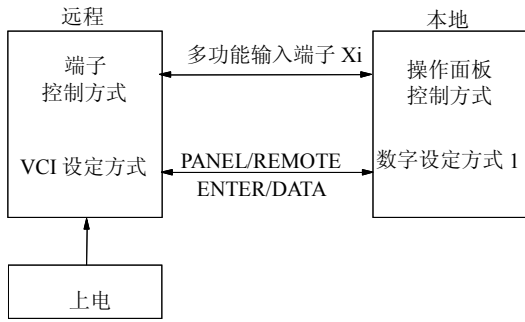 远程
本地
端子
控制方式
VCI 设定方式
多功能输入端子 Xi
PANEL/REMOTE
ENTER/DATA
操作面板
控制方式
数字设定方式 1
上电